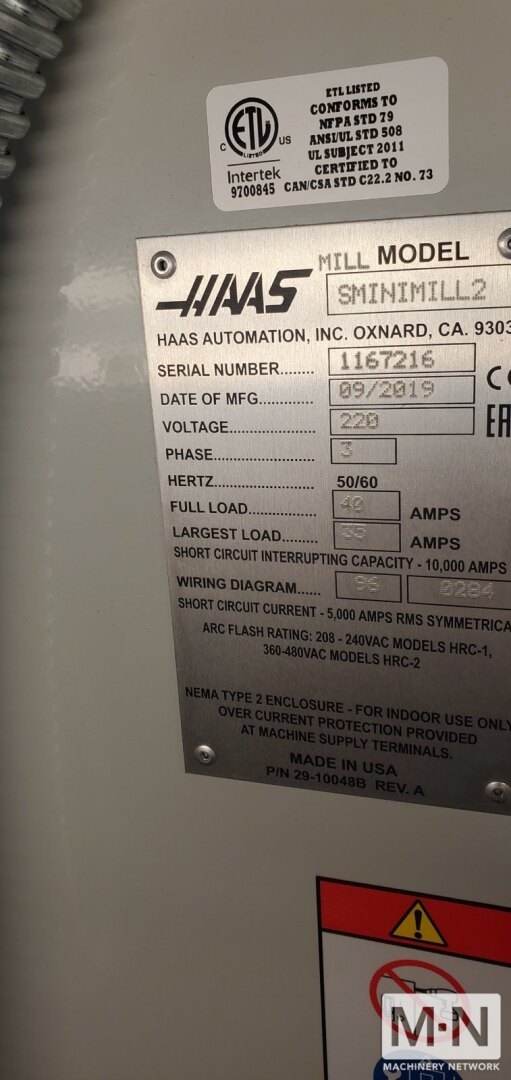 ETL LISTED
CONFORMS TO
NFPA STD 79
ANSI/UL STD 508
UL SUBJECT 2011
CERTIFIED TO
CAN/CSA STD C22.2 NO. 73
C ETL US
LISTED
Intertek
9700845
HAAS
MILL MODEL
SMINIMILL2
HAAS AUTOMATION, INC. OXNARD, CA. 9303
SERIAL NUMBER........ 1167216
DATE OF MFG............. 09/2019
VOLTAGE.................... 220
PHASE........................ 3
HERTZ........................ 50/60
FULL LOAD................. 40 AMPS
LARGEST LOAD......... 35 AMPS
SHORT CIRCUIT INTERRUPTING CAPACITY - 10,000 AMPS
WIRING DIAGRAM...... 96 0284
SHORT CIRCUIT CURRENT - 5,000 AMPS RMS SYMMETRICA
ARC FLASH RATING: 208 - 240VAC MODELS HRC-1,
360-480VAC MODELS HRC-2
NEMA TYPE 2 ENCLOSURE - FOR INDOOR USE ONLY
OVER CURRENT PROTECTION PROVIDED
AT MACHINE SUPPLY TERMINALS.
MADE IN USA
P/N 29-10048B REV. A
M·N
MACHINERY NETWORK